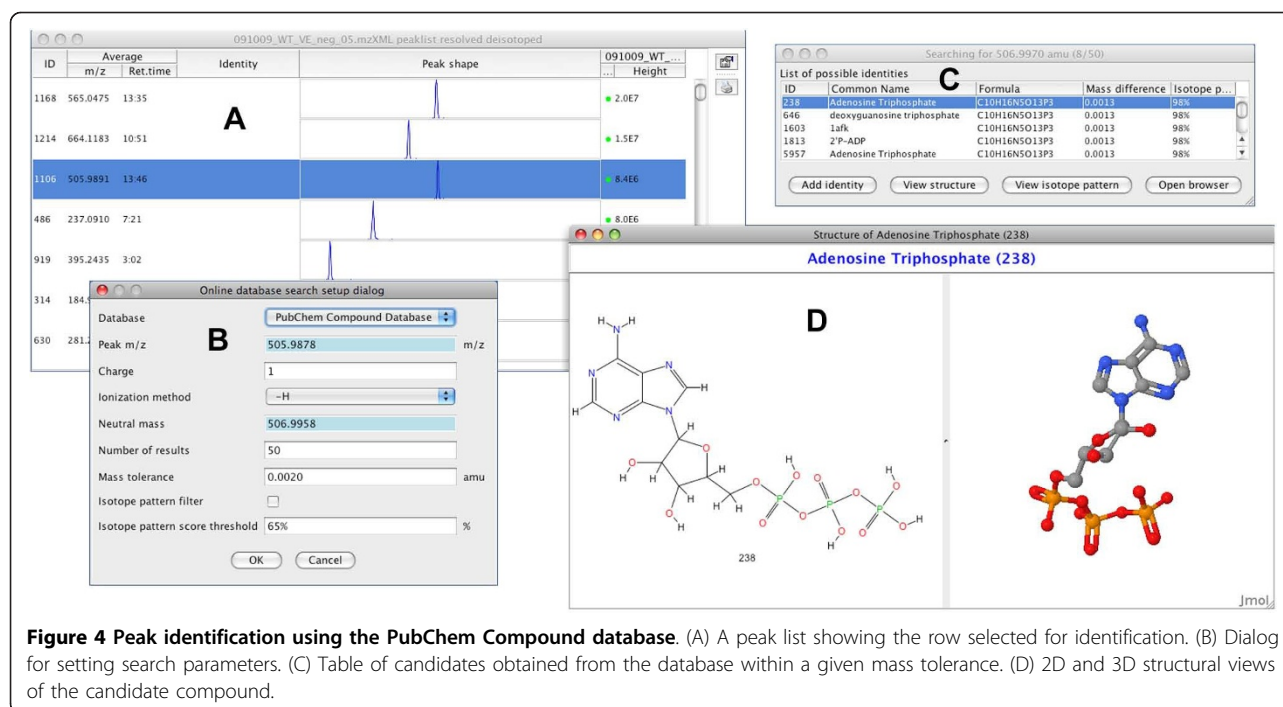 091009_WT_VE_neg_05.mzXML peaklist resolved deisotoped
ID Average Identity Peak shape 091009_WT_...
m/z Ret.time ... Height
1168 565.0475 13:35 2.0E7
A
1214 664.1183 10:51 1.5E7
1106 505.9891 13:46 8.4E6
486 237.0910 7:21 8.0E6
919 395.2435 3:02
314 184.
630 281.2
Online database search setup dialog
B
Database PubChem Compound Database
Peak m/z 505.9878 m/z
Charge 1
Ionization method -H
Neutral mass 506.9958
Number of results 50
Mass tolerance 0.0020 amu
Isotope pattern filter
Isotope pattern score threshold 65% %
OK Cancel
Searching for 506.9970 amu (8/50)
List of possible identities
C
ID Common Name Formula Mass difference Isotope p...
238 Adenosine Triphosphate C10H16N5O13P3 0.0013 98%
646 deoxyguanosine triphosphate C10H16N5O13P3 0.0013 98%
1603 1afk C10H16N5O13P3 0.0013 98%
1813 2'P-ADP C10H16N5O13P3 0.0013 98%
5957 Adenosine Triphosphate C10H16N5O13P3 0.0013 98%
Add identity View structure View isotope pattern Open browser
Structure of Adenosine Triphosphate (238)
Adenosine Triphosphate (238)
D
H H
N
N N
H N N H
H O H
H O H O H O H
H O P O P O P O H
O H H O O H O
238
Jmol
Figure 4 Peak identification using the PubChem Compound database. (A) A peak list showing the row selected for identification. (B) Dialog
for setting search parameters. (C) Table of candidates obtained from the database within a given mass tolerance. (D) 2D and 3D structural views
of the candidate compound.